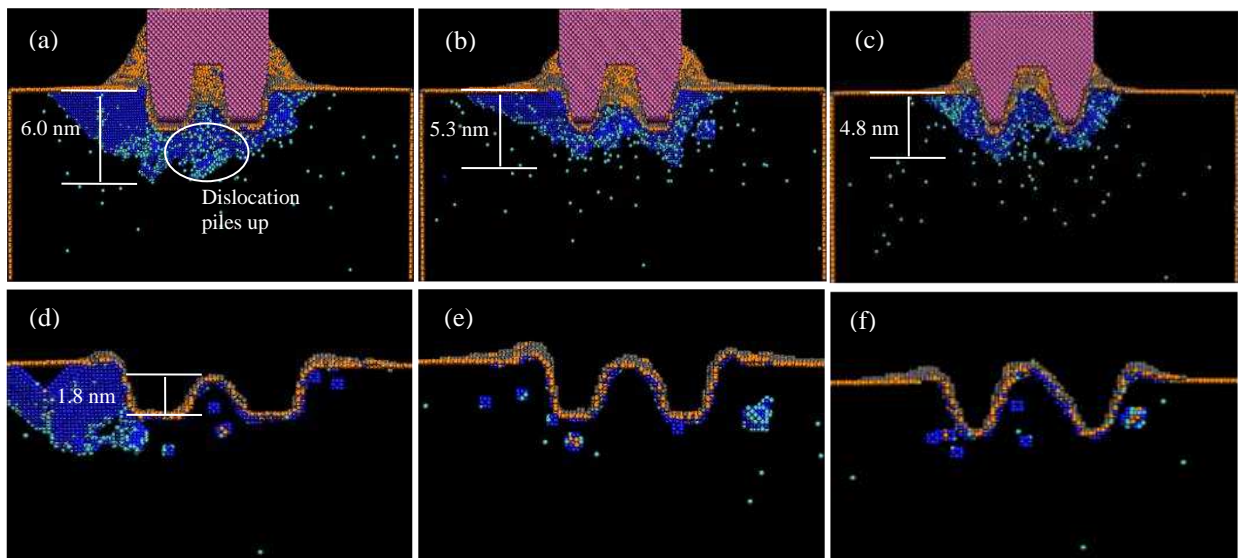 (a)
6.0 nm
Dislocation
piles up
(b)
5.3 nm
(c)
4.8 nm
(d)
1.8 nm
(e)
(f)